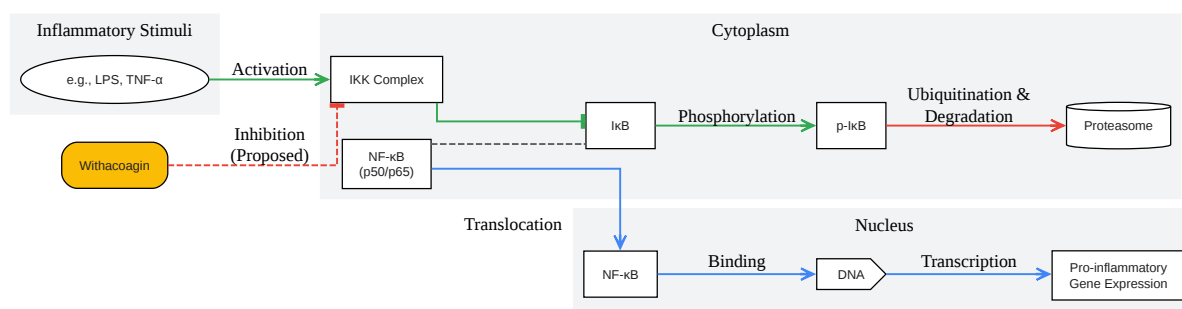 Inflammatory Stimuli
Cytoplasm
e.g., LPS, TNF-α
Activation
IKK Complex
Inhibition
(Proposed)
Withacoagin
NF-κB
(p50/p65)
IκB
Phosphorylation
p-IκB
Ubiquitination &
Degradation
Proteasome
Translocation
Nucleus
NF-κB
Binding
DNA
Transcription
Pro-inflammatory
Gene Expression